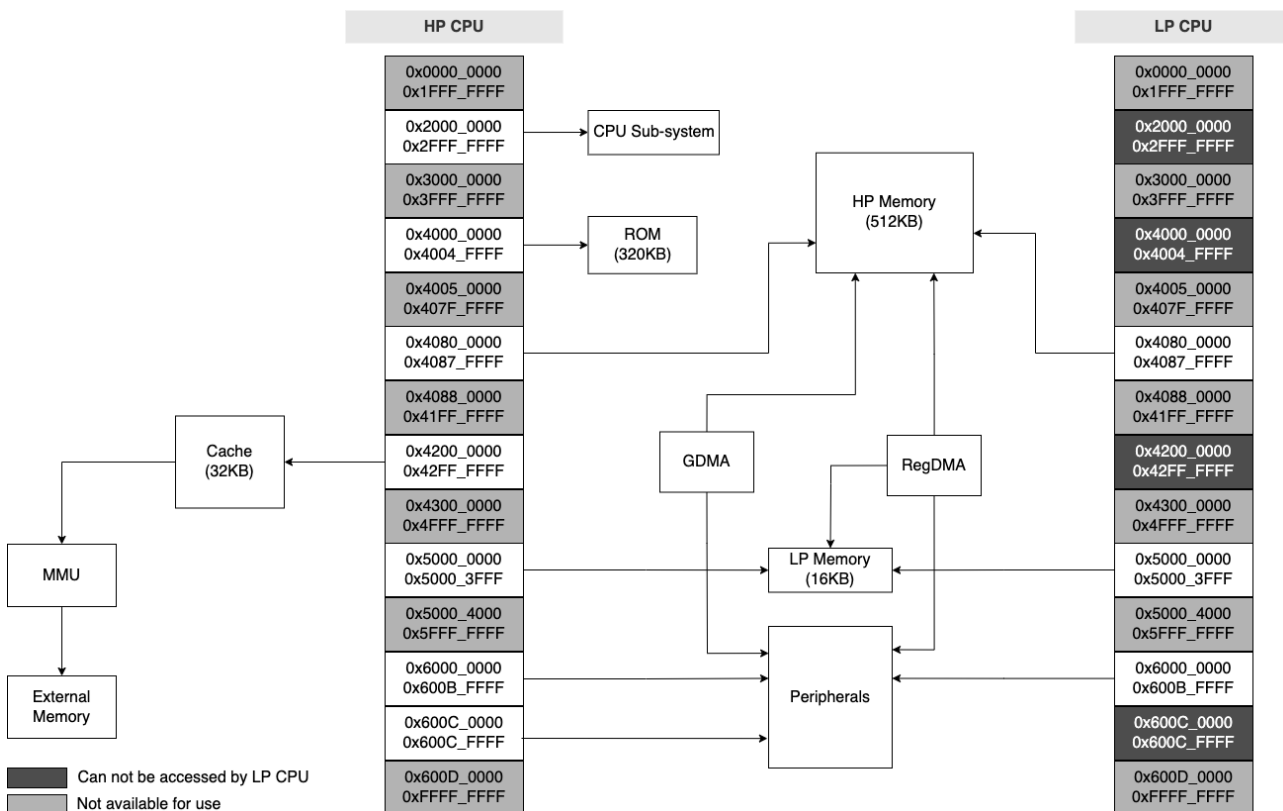 HP CPU
0x0000_0000
0x1FFF_FFFF
0x2000_0000
0x2FFF_FFFF
0x3000_0000
0x3FFF_FFFF
0x4000_0000
0x4004_FFFF
0x4005_0000
0x407F_FFFF
0x4080_0000
0x4087_FFFF
0x4088_0000
0x41FF_FFFF
0x4200_0000
0x42FF_FFFF
0x4300_0000
0x4FFF_FFFF
0x5000_0000
0x5000_3FFF
0x5000_4000
0x5FFF_FFFF
0x6000_0000
0x600B_FFFF
0x600C_0000
0x600C_FFFF
0x600D_0000
0xFFFF_FFFF
CPU Sub-system
ROM
(320KB)
HP Memory
(512KB)
Cache
(32KB)
MMU
External
Memory
GDMA
RegDMA
LP Memory
(16KB)
Peripherals
LP CPU
0x0000_0000
0x1FFF_FFFF
0x2000_0000
0x2FFF_FFFF
0x3000_0000
0x3FFF_FFFF
0x4000_0000
0x4004_FFFF
0x4005_0000
0x407F_FFFF
0x4080_0000
0x4087_FFFF
0x4088_0000
0x41FF_FFFF
0x4200_0000
0x42FF_FFFF
0x4300_0000
0x4FFF_FFFF
0x5000_0000
0x5000_3FFF
0x5000_4000
0x5FFF_FFFF
0x6000_0000
0x600B_FFFF
0x600C_0000
0x600C_FFFF
0x600D_0000
0xFFFF_FFFF
Can not be accessed by LP CPU
Not available for use